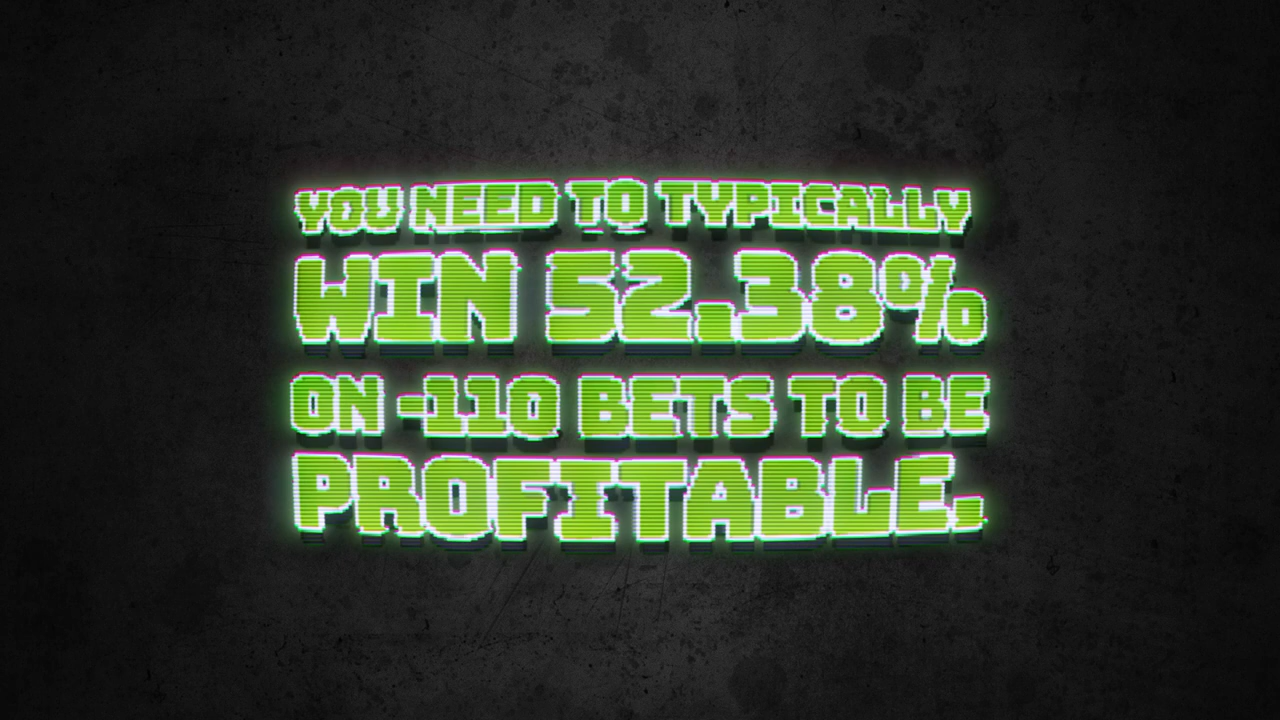 YOU NEED TO TYPICALLY
WIN 52.38%
ON -110 BETS TO BE
PROFITABLE.